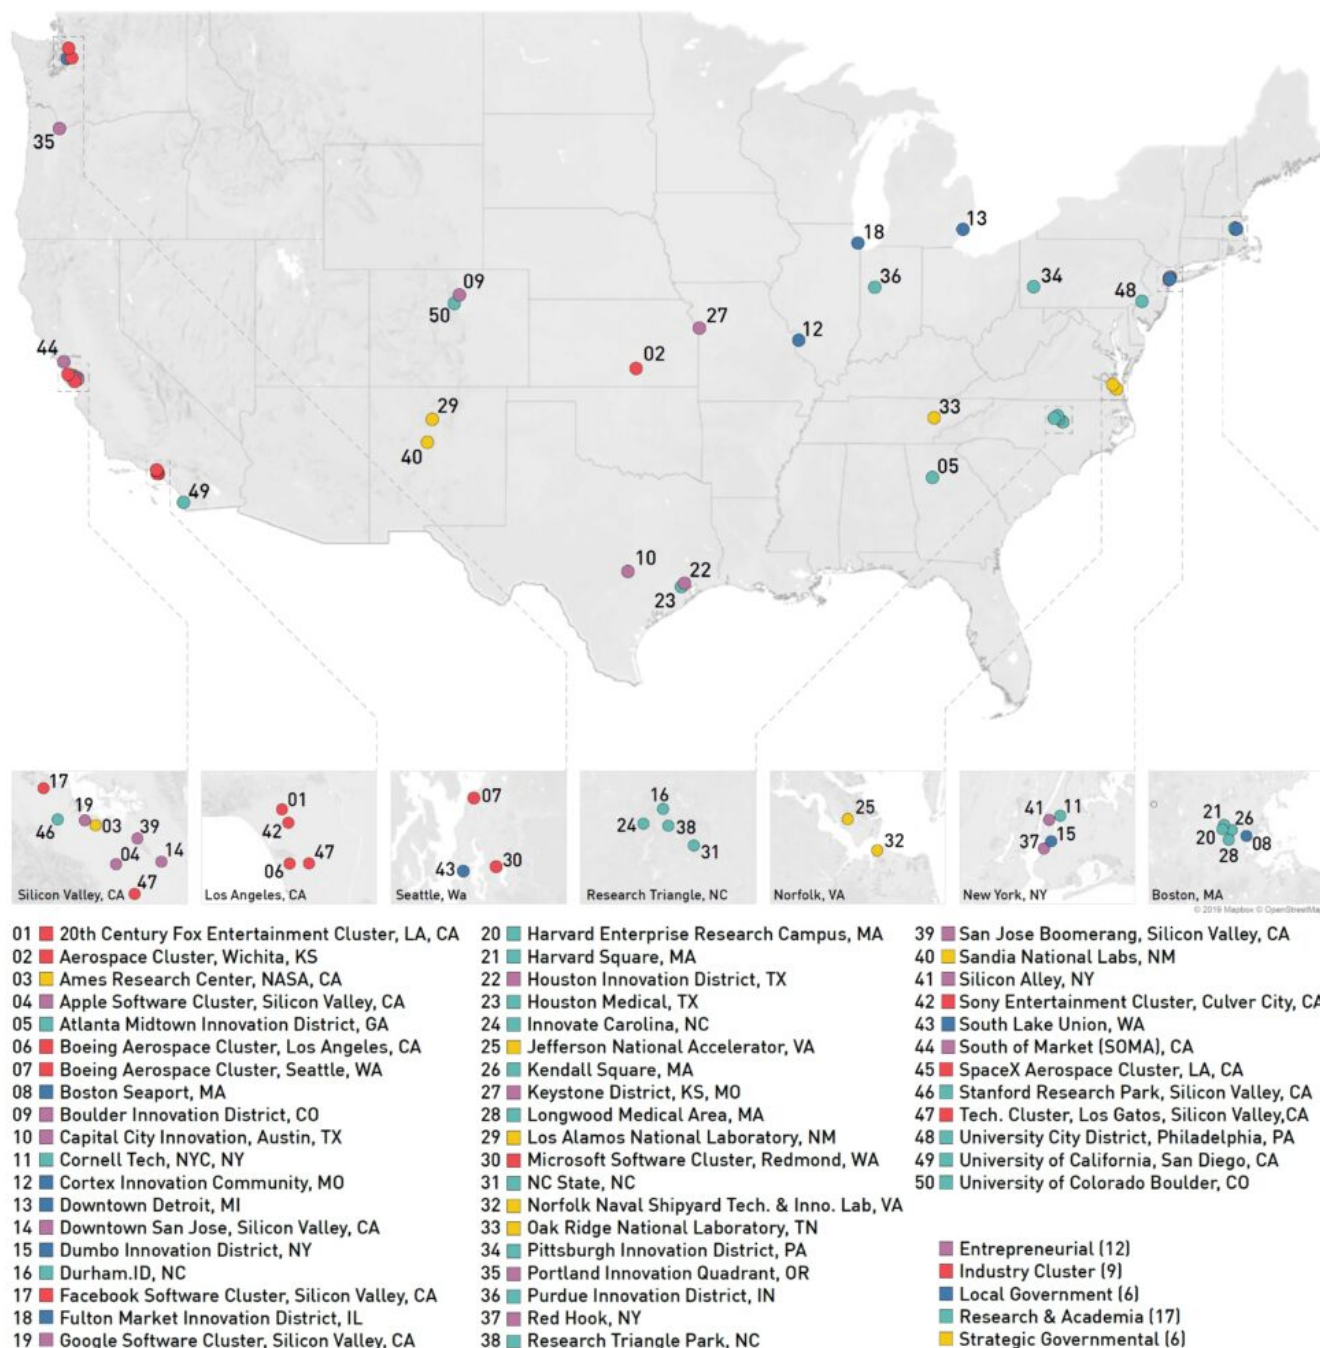 35
44
49
09
50
29
40
02
27
10
22
23
18
13
36
12
34
48
33
05
17
19
46
03
39
04
14
47
Silicon Valley, CA
01
42
06
47
Los Angeles, CA
07
43
30
Seattle, Wa
16
24
38
31
Research Triangle, NC
25
32
Norfolk, VA
41
11
15
37
New York, NY
21
26
20
08
28
Boston, MA
© 2019 Mapbox © OpenStreetMa
01 20th Century Fox Entertainment Cluster, LA, CA
02 Aerospace Cluster, Wichita, KS
03 Ames Research Center, NASA, CA
04 Apple Software Cluster, Silicon Valley, CA
05 Atlanta Midtown Innovation District, GA
06 Boeing Aerospace Cluster, Los Angeles, CA
07 Boeing Aerospace Cluster, Seattle, WA
08 Boston Seaport, MA
09 Boulder Innovation District, CO
10 Capital City Innovation, Austin, TX
11 Cornell Tech, NYC, NY
12 Cortex Innovation Community, MO
13 Downtown Detroit, MI
14 Downtown San Jose, Silicon Valley, CA
15 Dumbo Innovation District, NY
16 Durham.ID, NC
17 Facebook Software Cluster, Silicon Valley, CA
18 Fulton Market Innovation District, IL
19 Google Software Cluster, Silicon Valley, CA
20 Harvard Enterprise Research Campus, MA
21 Harvard Square, MA
22 Houston Innovation District, TX
23 Houston Medical, TX
24 Innovate Carolina, NC
25 Jefferson National Accelerator, VA
26 Kendall Square, MA
27 Keystone District, KS, MO
28 Longwood Medical Area, MA
29 Los Alamos National Laboratory, NM
30 Microsoft Software Cluster, Redmond, WA
31 NC State, NC
32 Norfolk Naval Shipyard Tech. & Inno. Lab, VA
33 Oak Ridge National Laboratory, TN
34 Pittsburgh Innovation District, PA
35 Portland Innovation Quadrant, OR
36 Purdue Innovation District, IN
37 Red Hook, NY
38 Research Triangle Park, NC
39 San Jose Boomerang, Silicon Valley, CA
40 Sandia National Labs, NM
41 Silicon Alley, NY
42 Sony Entertainment Cluster, Culver City, CA
43 South Lake Union, WA
44 South of Market (SOMA), CA
45 SpaceX Aerospace Cluster, LA, CA
46 Stanford Research Park, Silicon Valley, CA
47 Tech. Cluster, Los Gatos, Silicon Valley,CA
48 University City District, Philadelphia, PA
49 University of California, San Diego, CA
50 University of Colorado Boulder, CO
Entrepreneurial (12)
Industry Cluster (9)
Local Government (6)
Research & Academia (17)
Strategic Governmental (6)